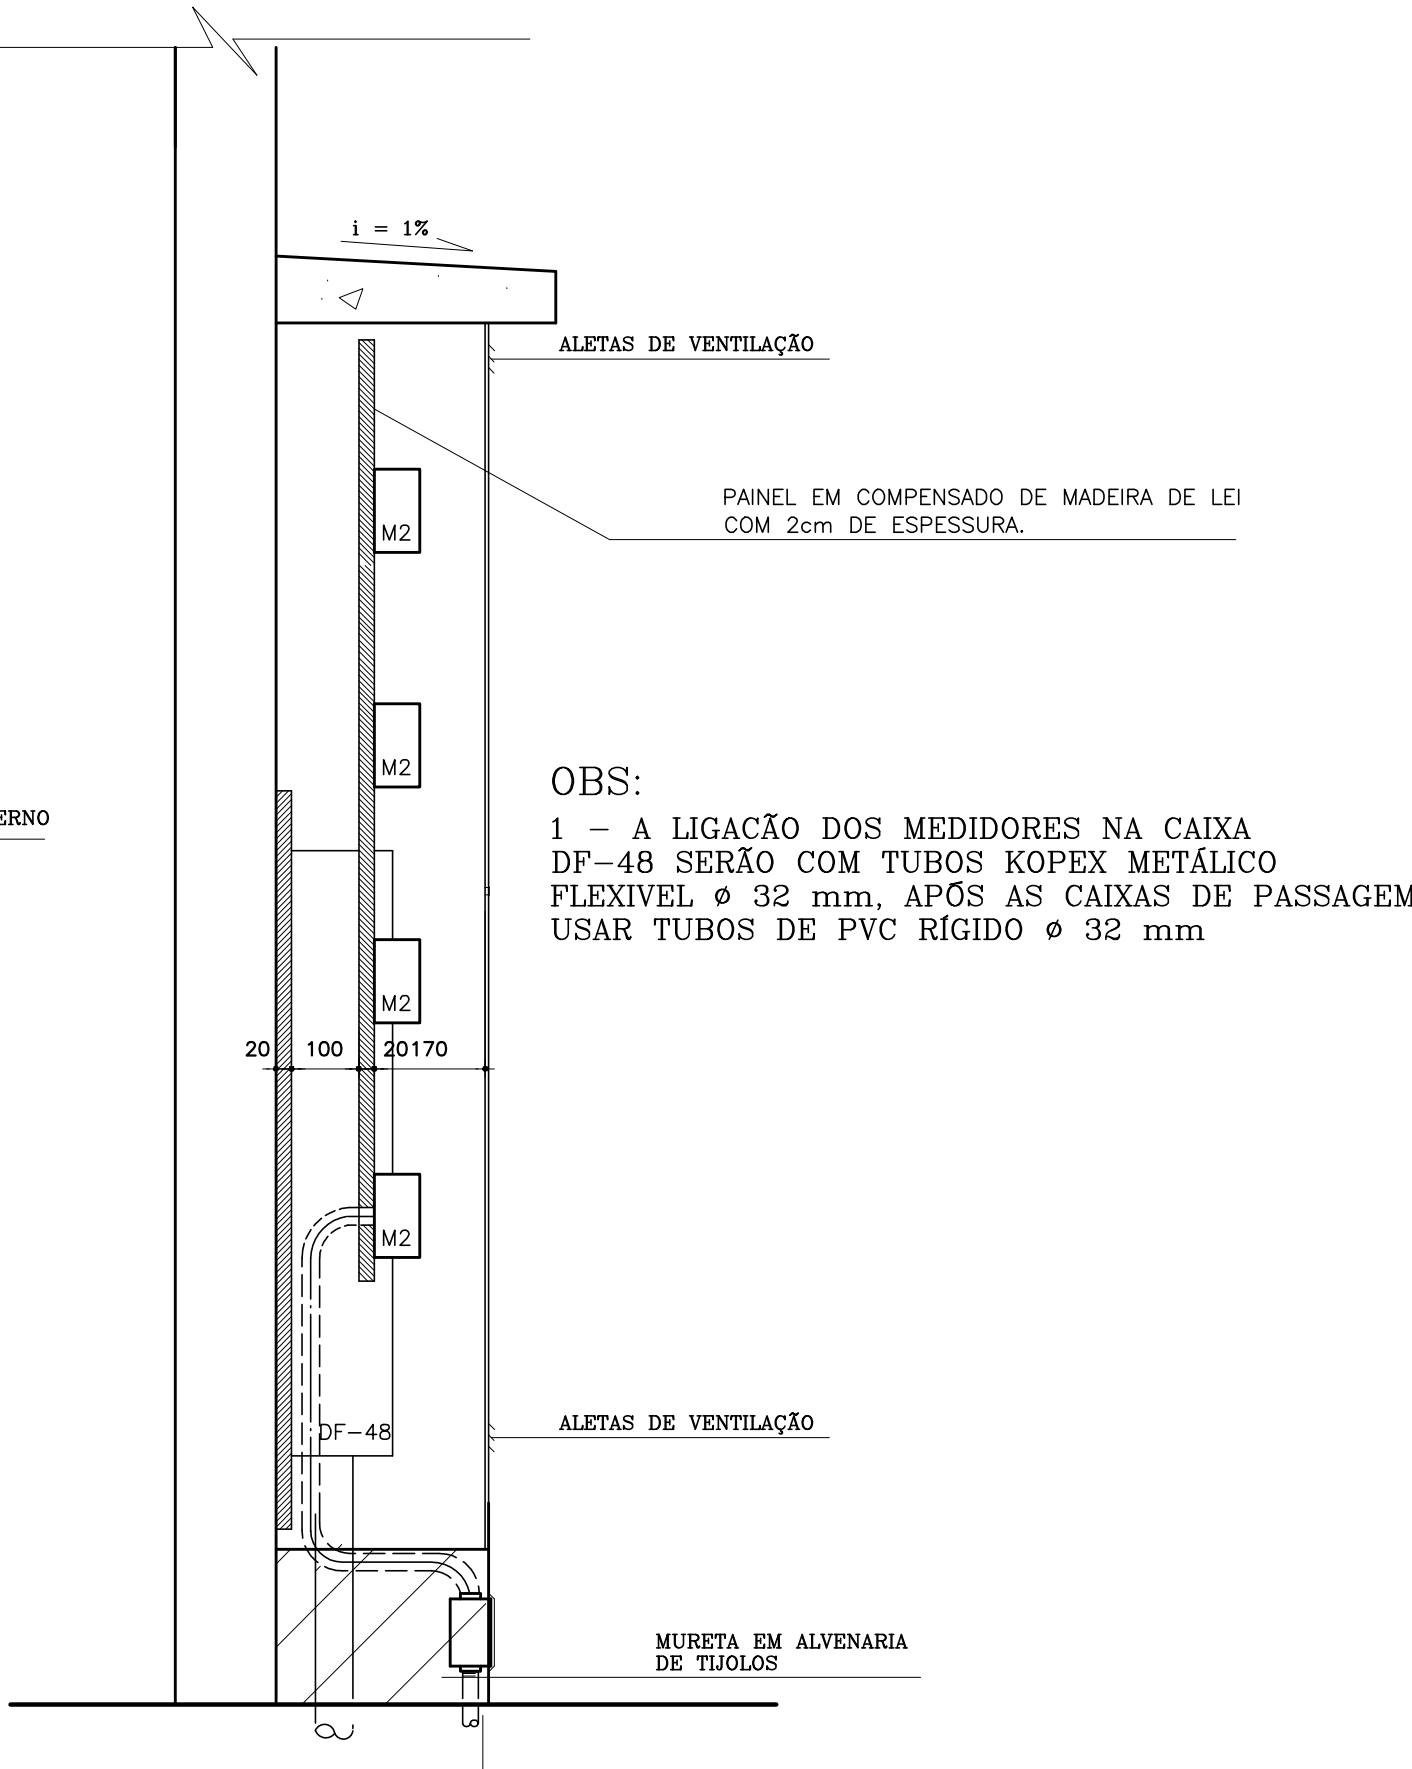 i = 1%
ALETAS DE VENTILAÇÃO
PAINEL EM COMPENSADO DE MADEIRA DE LEI
COM 2cm DE ESPESSURA.
M2
M2
OBS:
ERNO
1 - A LIGACÃO DOS MEDIDORES NA CAIXA
DF-48 SERÃO COM TUBOS KOPEX METÁLICO
FLEXIVEL ø 32 mm, APÕS AS CAIXAS DE PASSAGEM
USAR TUBOS DE PVC RÍGIDO ø 32 mm
M2
20 100 20 170
M2
DF-48
ALETAS DE VENTILAÇÃO
MURETA EM ALVENARIA
DE TIJOLOS